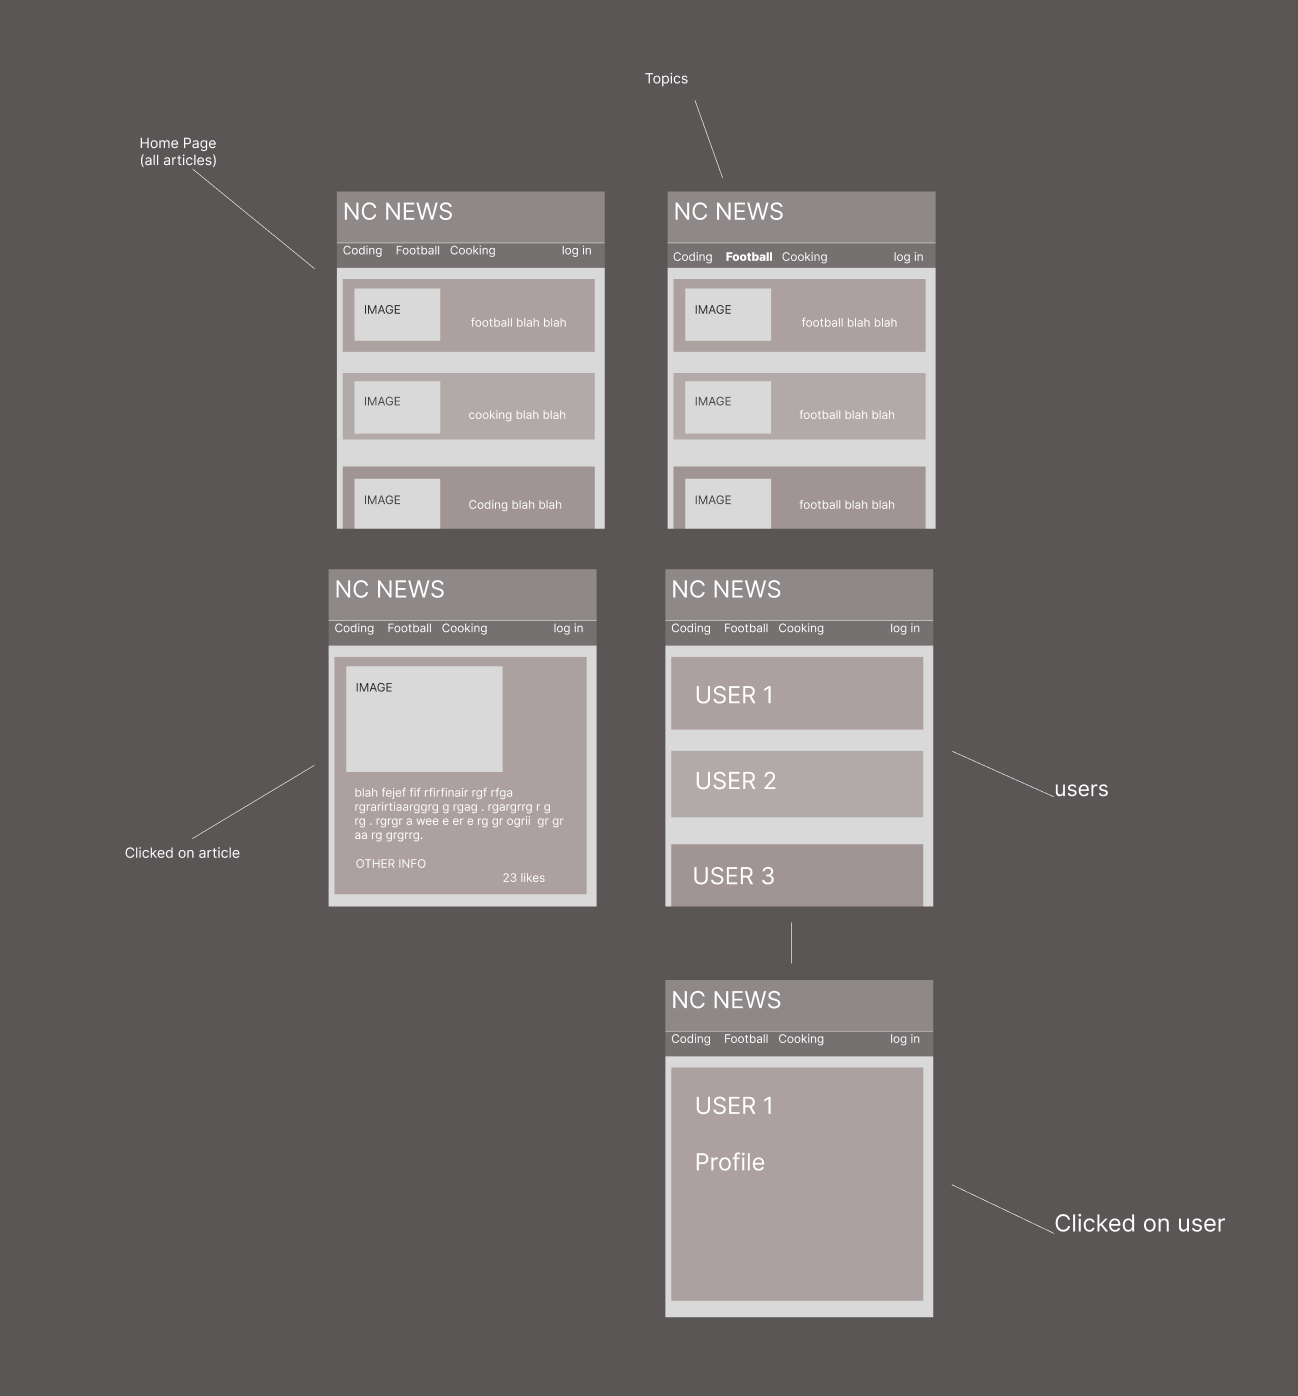 Topics
Home Page
(all articles)
NC NEWS
Coding Football Cooking log in
IMAGE
football blah blah
IMAGE
cooking blah blah
IMAGE
Coding blah blah
NC NEWS
Coding Football Cooking log in
IMAGE
football blah blah
IMAGE
football blah blah
IMAGE
football blah blah
NC NEWS
Coding Football Cooking log in
IMAGE
blah fejef fif rfirfinair rgf rfga
rgrarirtiaarggrg g rgag . rgargrrg r g
rg . rgrgr a wee e er e rg gr ogrii gr gr
aa rg grgrrg.
OTHER INFO
23 likes
Clicked on article
NC NEWS
Coding Football Cooking log in
USER 1
USER 2
USER 3
users
NC NEWS
Coding Football Cooking log in
USER 1
Profile
Clicked on user